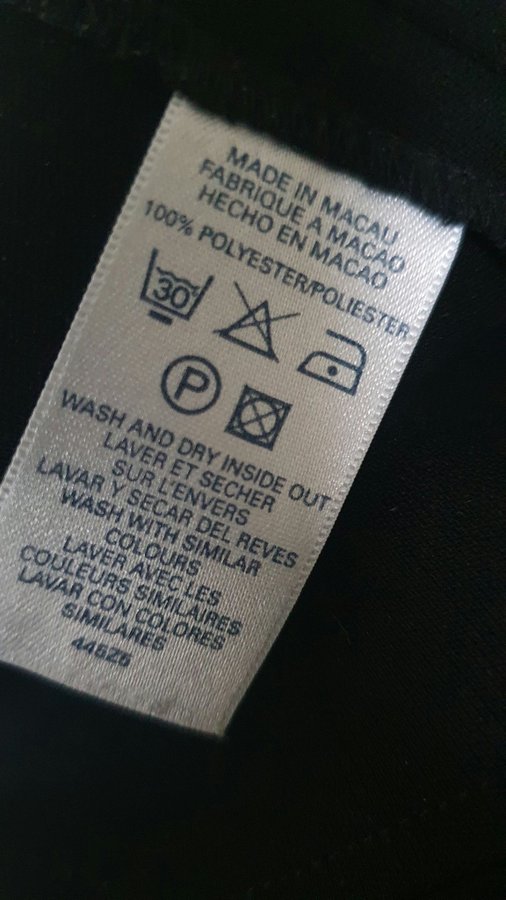 MADE IN MACAU
FABRIQUE A MACAO
HECHO EN MACAO
100% POLYESTER/POLIESTER
30
P
WASH AND DRY INSIDE OUT
LAVER ET SECHER
SUR L'ENVERS
LAVAR Y SECAR DEL REVES
WASH WITH SIMILAR
COLOURS
LAVER AVEC LES
COULEURS SIMILAIRES
LAVAR CON COLORES
SIMILARES
44526